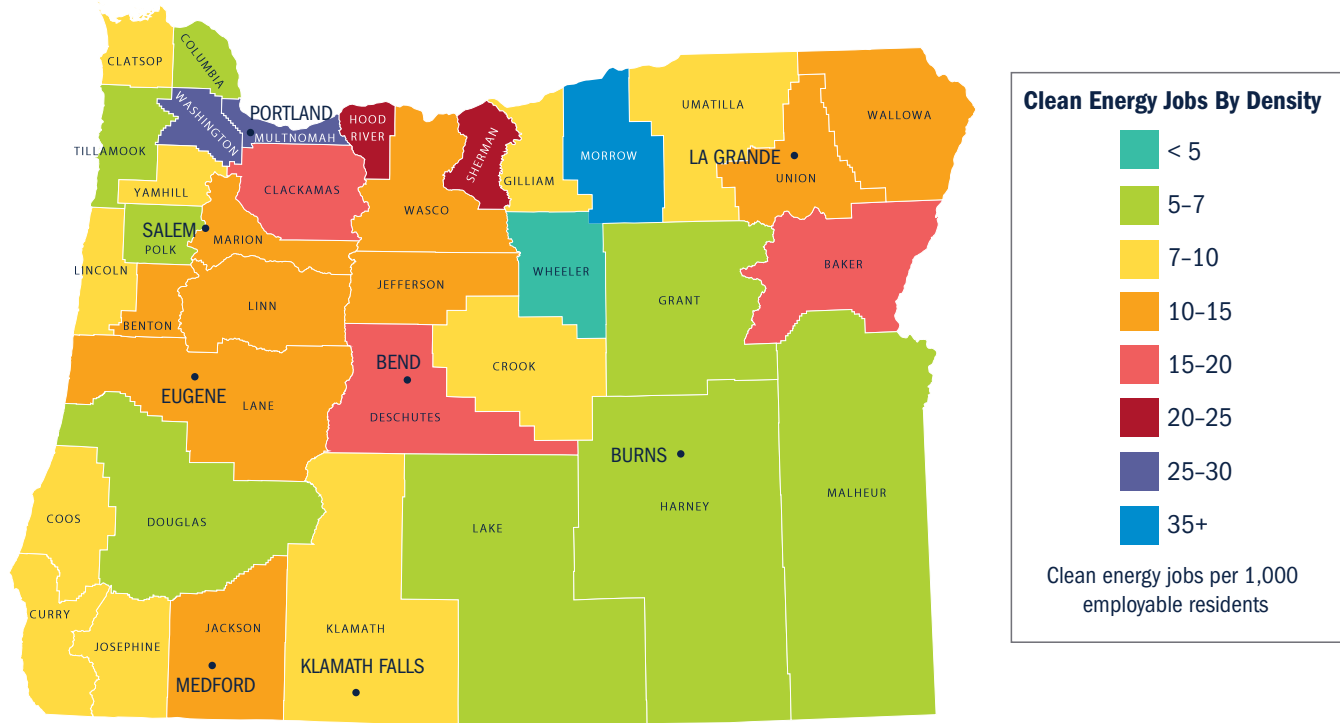 CLATSOP
COLUMBIA
WASHINGTON
PORTLAND
MULTNOMAH
HOOD
RIVER
SHERMAN
GILLIAM
MORROW
UMATILLA
WALLOWA
LA GRANDE
UNION
TILLAMOOK
YAMHILL
CLACKAMAS
WASCO
SALEM
POLK
MARION
LINCOLN
BENTON
LINN
JEFFERSON
WHEELER
GRANT
BAKER
EUGENE
LANE
BEND
DESCHUTES
CROOK
BURNS
HARNEY
MALHEUR
COOS
DOUGLAS
LAKE
CURRY
JOSEPHINE
JACKSON
MEDFORD
KLAMATH
KLAMATH FALLS
Clean Energy Jobs By Density
< 5
5–7
7–10
10–15
15–20
20–25
25–30
35+
Clean energy jobs per 1,000
employable residents